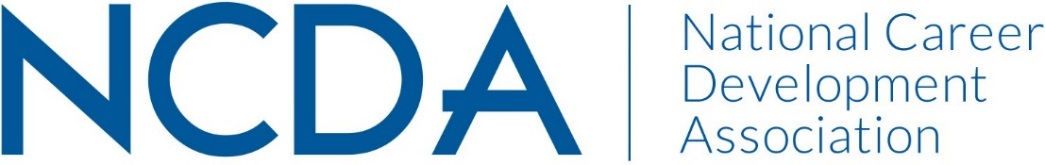 NCDA
National Career
Development
Association